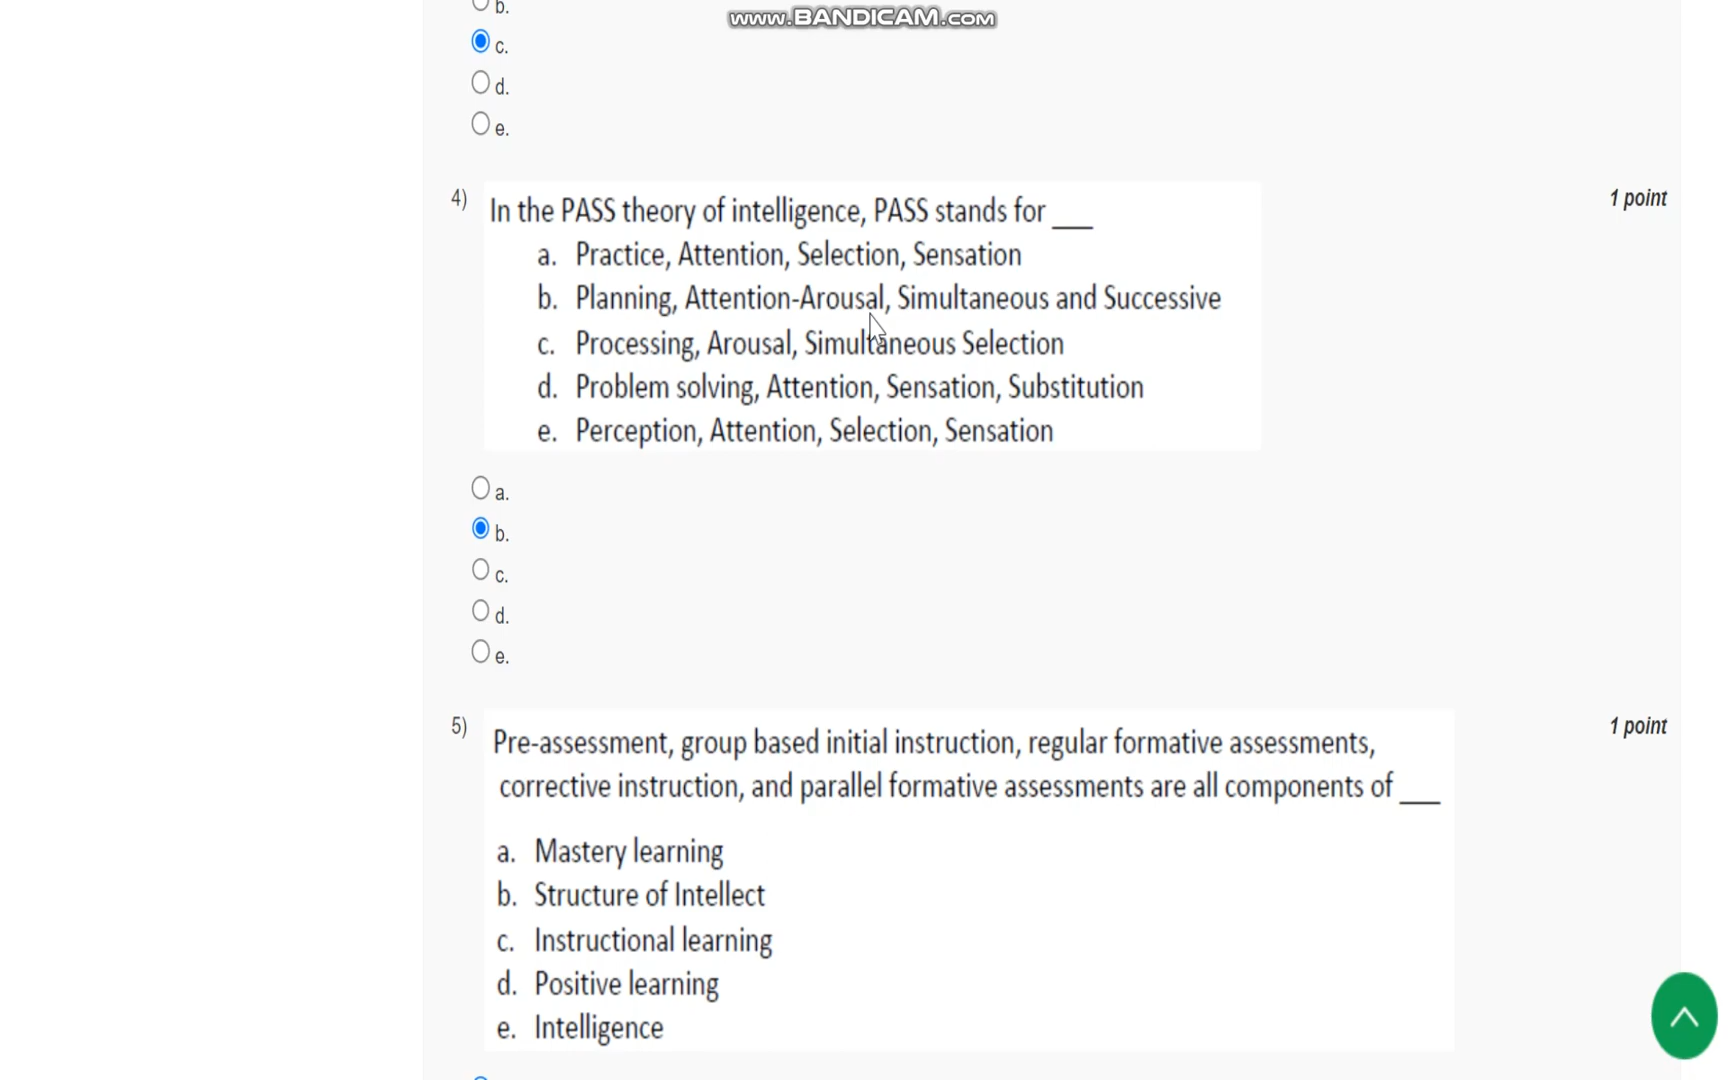 b.
www.BANDICAM.com
c.
d.
e.
4)
1 point
In the PASS theory of intelligence, PASS stands for ___
a. Practice, Attention, Selection, Sensation
b. Planning, Attention-Arousal, Simultaneous and Successive
c. Processing, Arousal, Simultaneous Selection
d. Problem solving, Attention, Sensation, Substitution
e. Perception, Attention, Selection, Sensation
a.
b.
c.
d.
e.
5)
1 point
Pre-assessment, group based initial instruction, regular formative assessments,
corrective instruction, and parallel formative assessments are all components of ___
a. Mastery learning
b. Structure of Intellect
c. Instructional learning
d. Positive learning
e. Intelligence